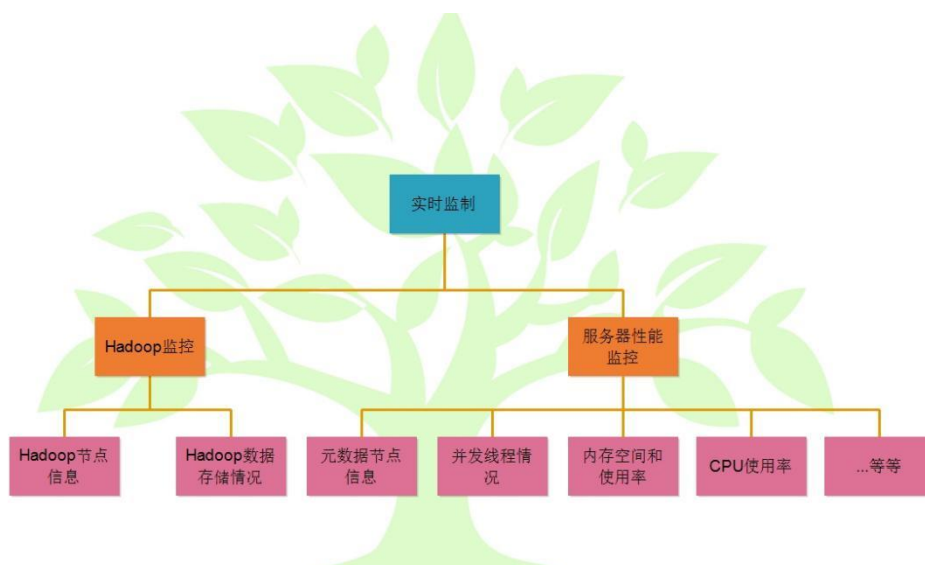 实时监制
Hadoop监控
服务器性能
监控
Hadoop节点
信息
Hadoop数据
存储情况
元数据节点
信息
并发线程情
况
内存空间和
使用率
CPU使用率
...等等